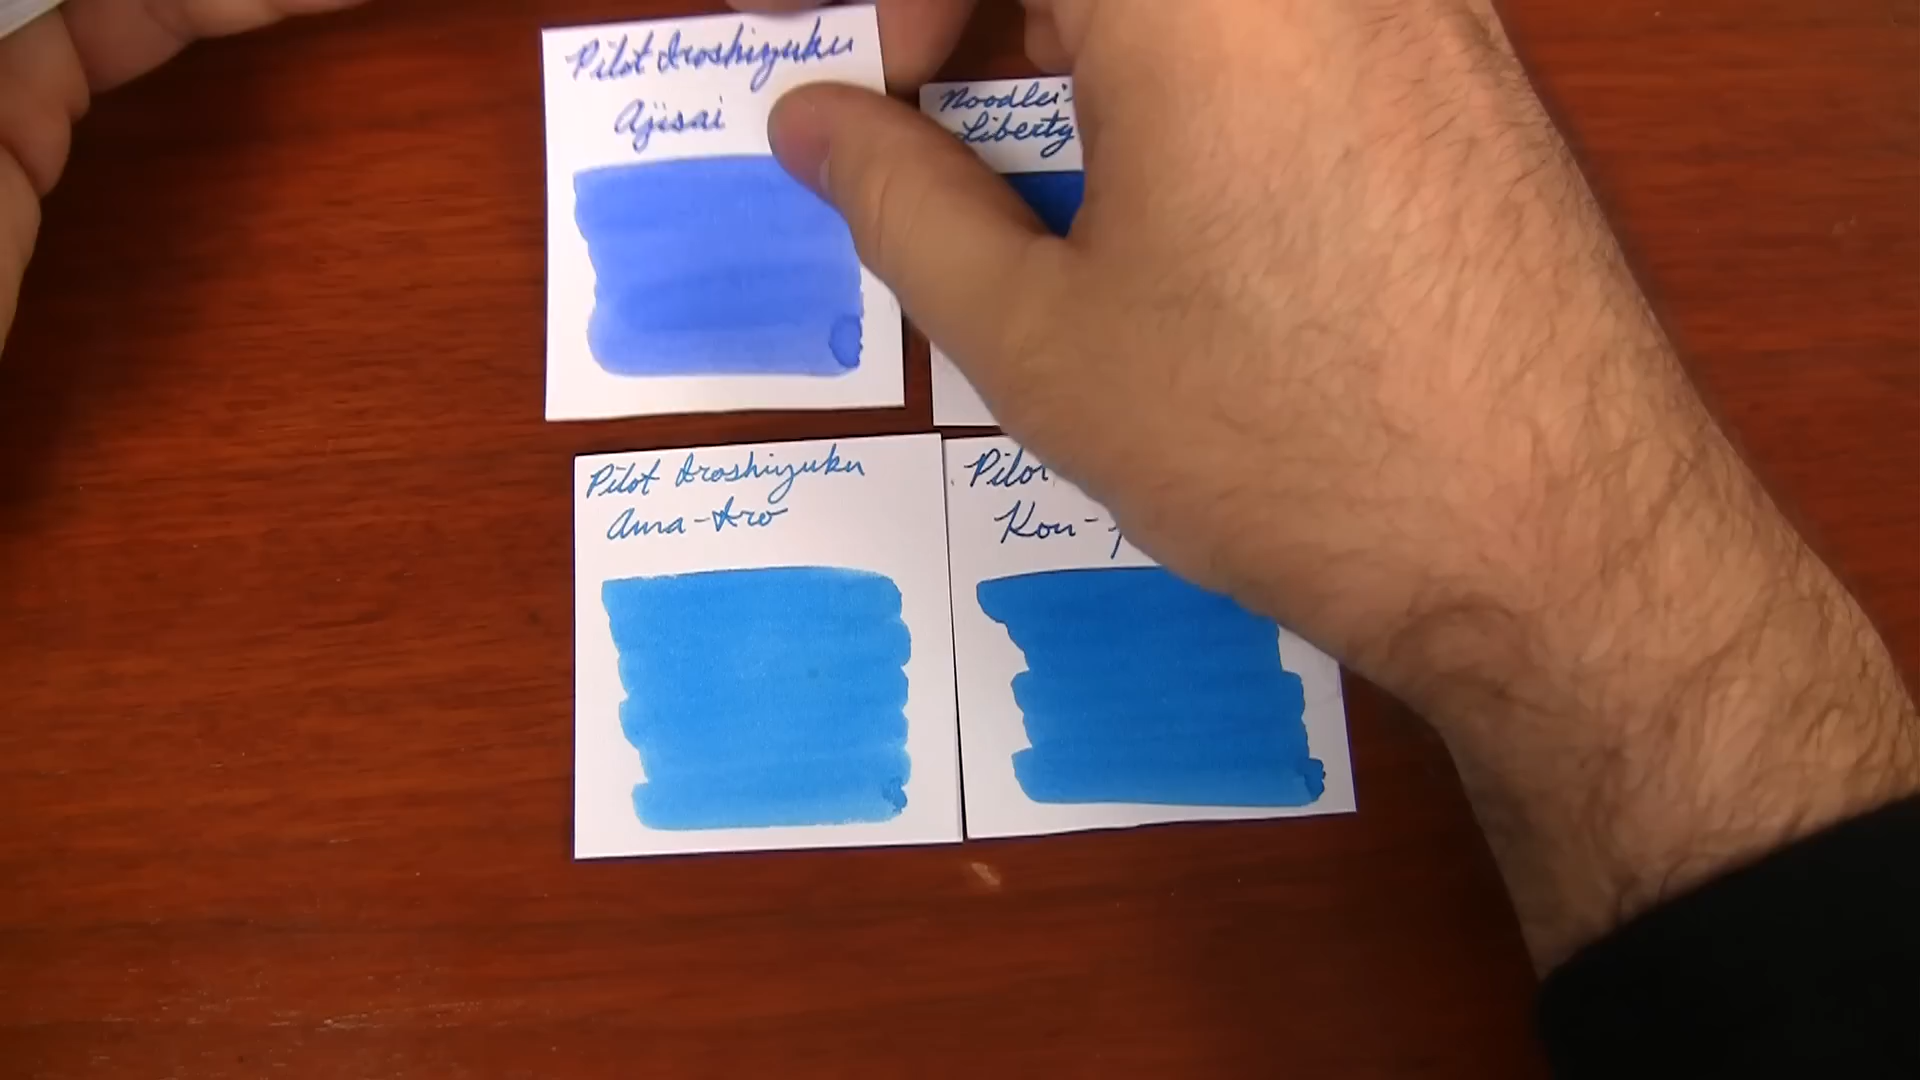 Pilot Iroshizuku
Ajisai
Noodler
Liberty
Pilot Iroshizuku
Ama-Iro
Pilot
Kon-